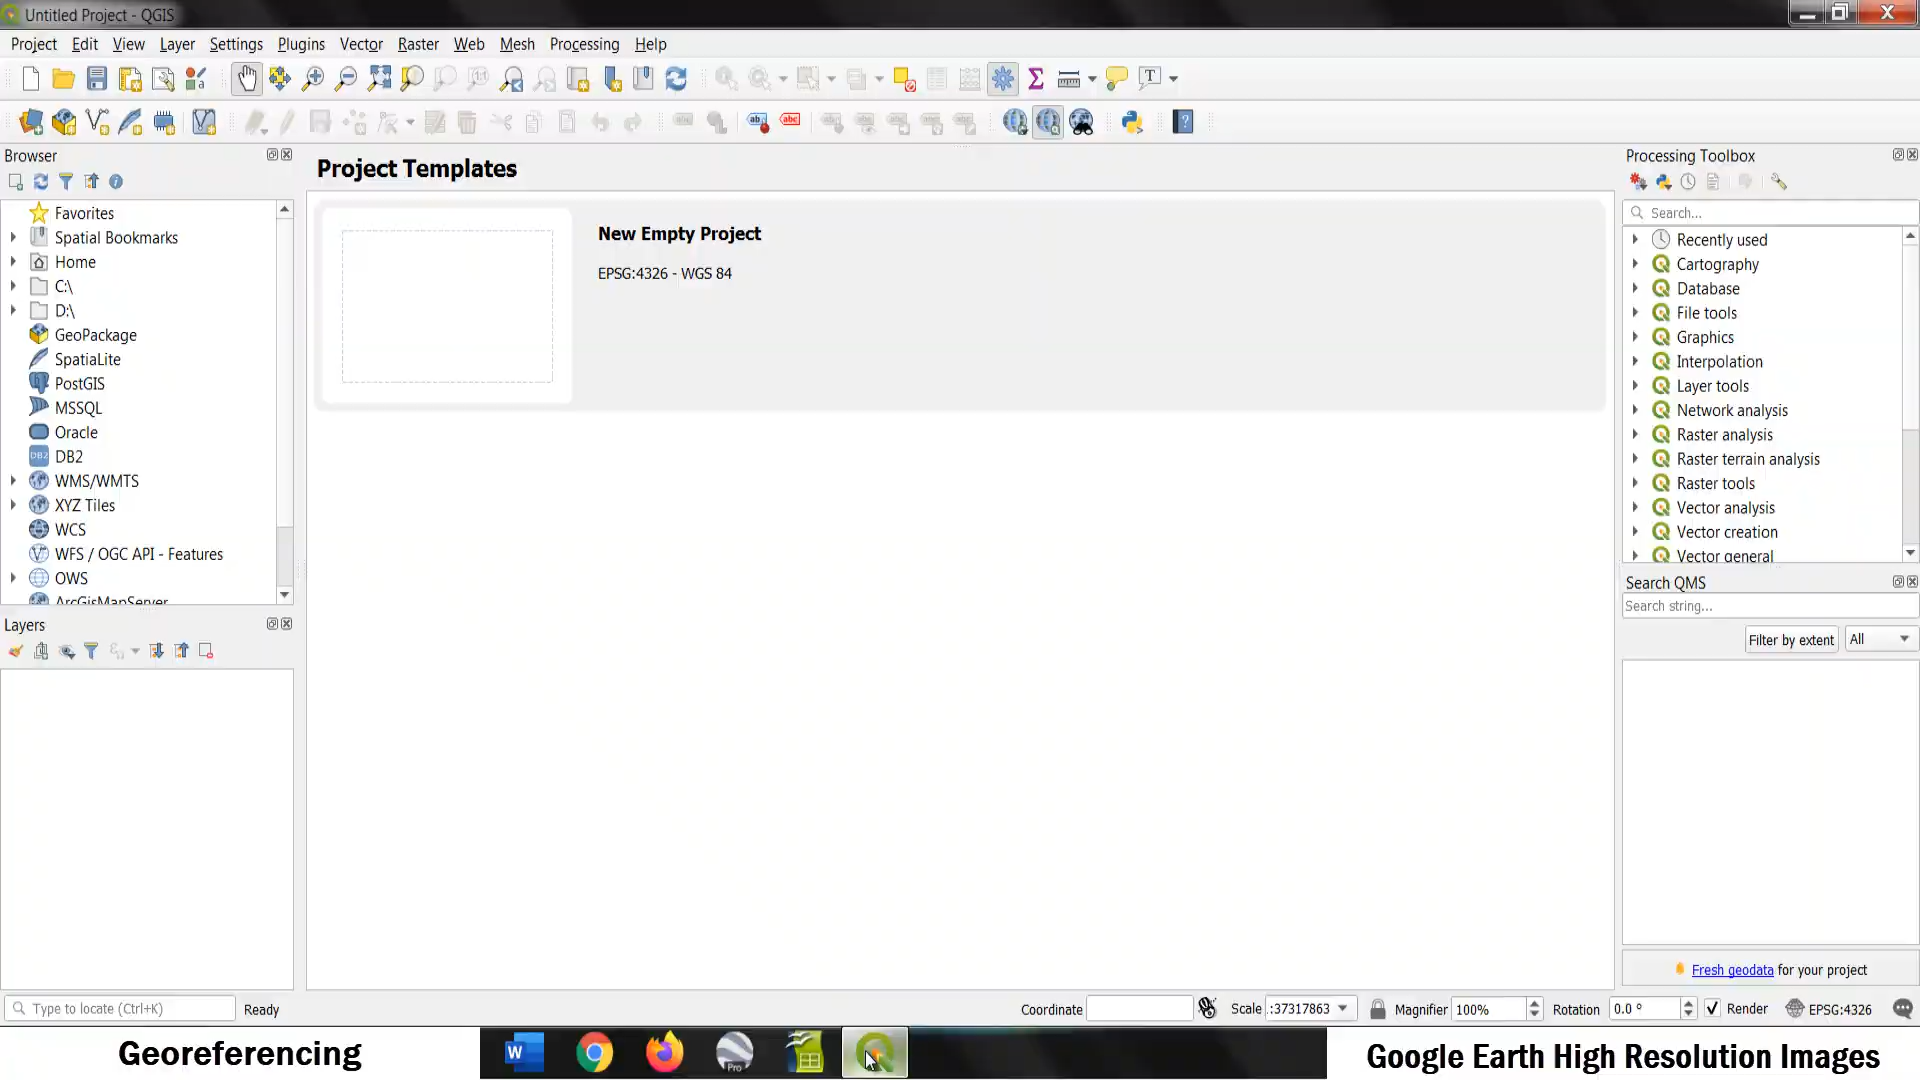 Untitled Project - QGIS
Project Edit View Layer Settings Plugins Vector Raster Web Mesh Processing Help
Browser
Favorites
Spatial Bookmarks
Home
C:\
D:\
GeoPackage
SpatiaLite
PostGIS
MSSQL
Oracle
DB2
WMS/WMTS
XYZ Tiles
WCS
WFS / OGC API - Features
OWS
ArcGisMapServer
Layers
Project Templates
New Empty Project
EPSG:4326 - WGS 84
Processing Toolbox
Search...
Recently used
Cartography
Database
File tools
Graphics
Interpolation
Layer tools
Network analysis
Raster analysis
Raster terrain analysis
Raster tools
Vector analysis
Vector creation
Vector general
Search QMS
Search string...
Filter by extent All
Fresh geodata for your project
Type to locate (Ctrl+K) Ready Coordinate Scale :37317863 Magnifier 100% Rotation 0.0 ° Render EPSG:4326
Georeferencing
Google Earth High Resolution Images